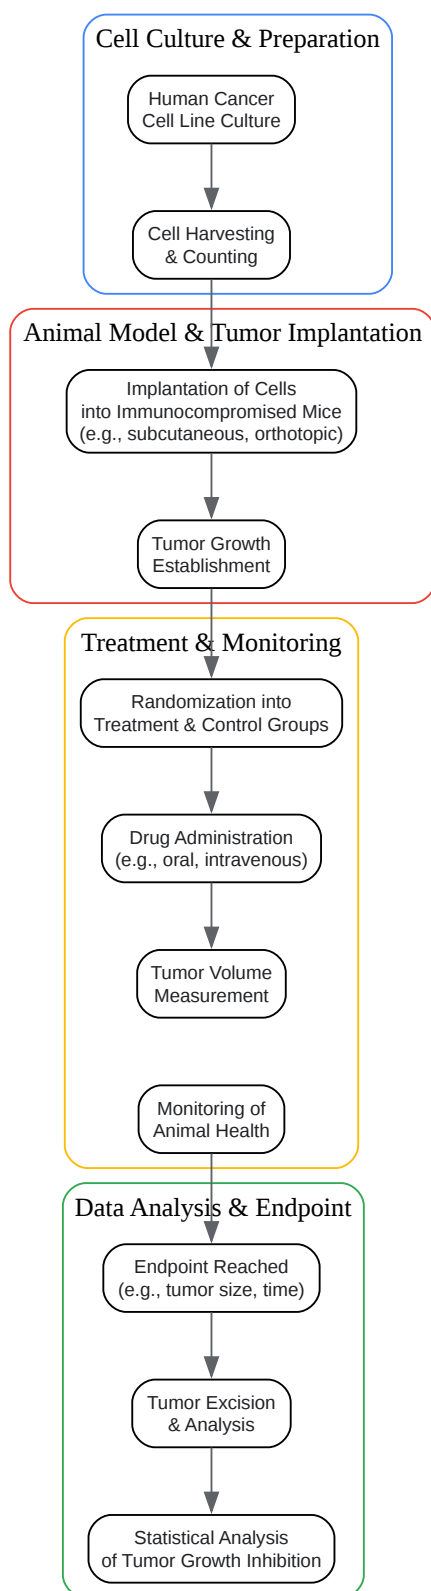 Cell Culture & Preparation
Human Cancer
Cell Line Culture
Cell Harvesting
& Counting
Animal Model & Tumor Implantation
Implantation of Cells
into Immunocompromised Mice
(e.g., subcutaneous, orthotopic)
Tumor Growth
Establishment
Treatment & Monitoring
Randomization into
Treatment & Control Groups
Drug Administration
(e.g., oral, intravenous)
Tumor Volume
Measurement
Monitoring of
Animal Health
Data Analysis & Endpoint
Endpoint Reached
(e.g., tumor size, time)
Tumor Excision
& Analysis
Statistical Analysis
of Tumor Growth Inhibition